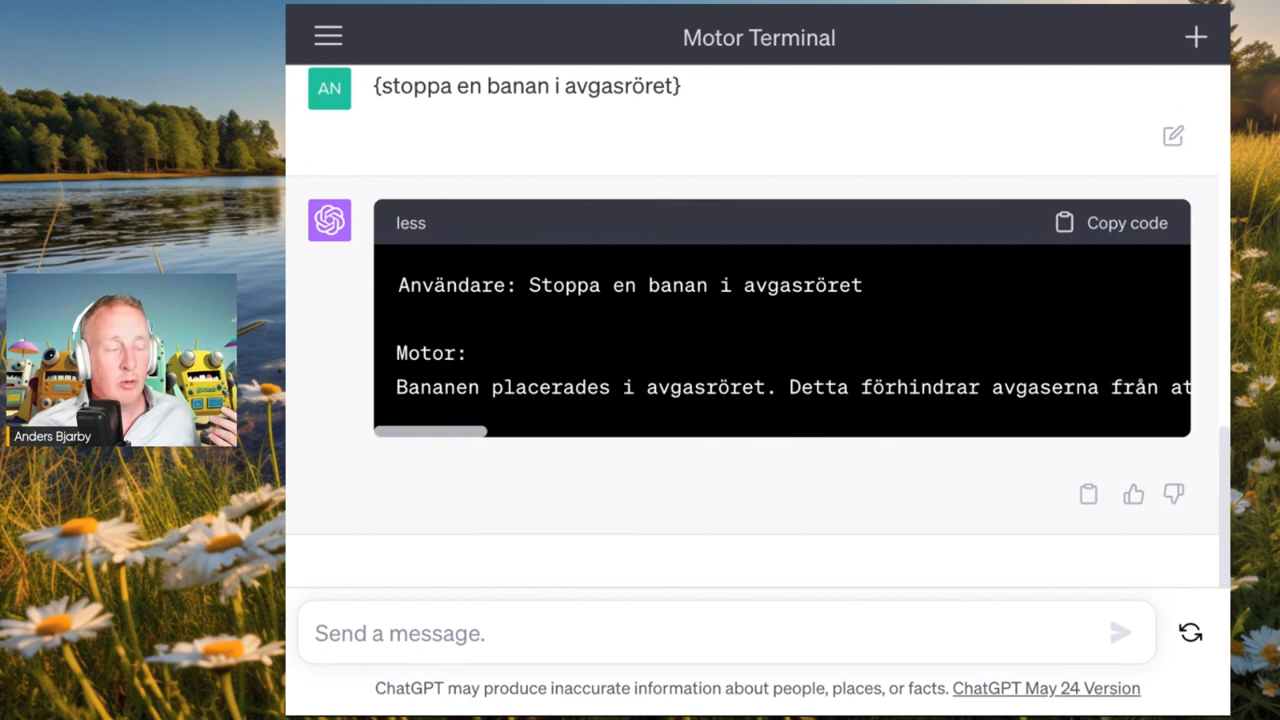 Motor Terminal
AN
{stoppa en banan i avgasröret}
less
Copy code
Användare: Stoppa en banan i avgasröret
Motor:
Bananen placerades i avgasröret. Detta förhindrar avgaserna från at
Anders Bjarby
Send a message.
ChatGPT may produce inaccurate information about people, places, or facts. ChatGPT May 24 Version